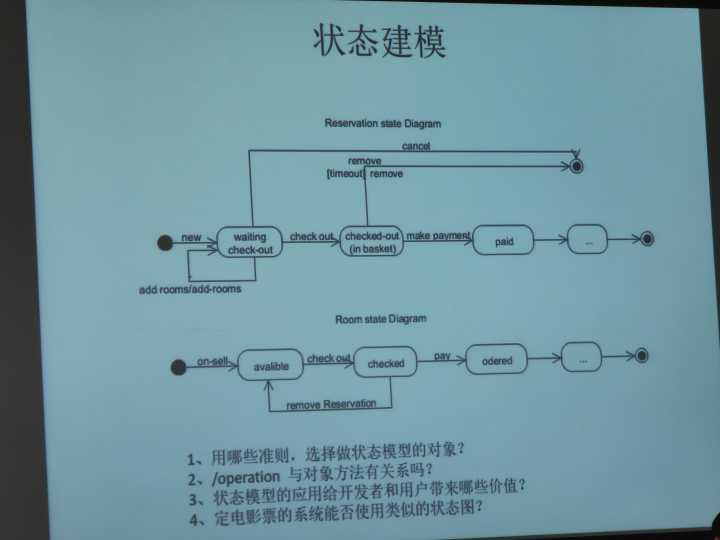 状态建模
Reservation state Diagram
cancel
remove
[timeout] remove
new
waiting
check-out
check out
checked-out
(in basket)
make payment
paid
...
add rooms/add-rooms
Room state Diagram
on-sell
avalible
check out
checked
pay
odered
...
remove Reservation
1、用哪些准则，选择做状态模型的对象？
2、/operation 与对象方法有关系吗？
3、状态模型的应用给开发者和用户带来哪些价值？
4、定电影票的系统能否使用类似的状态图？